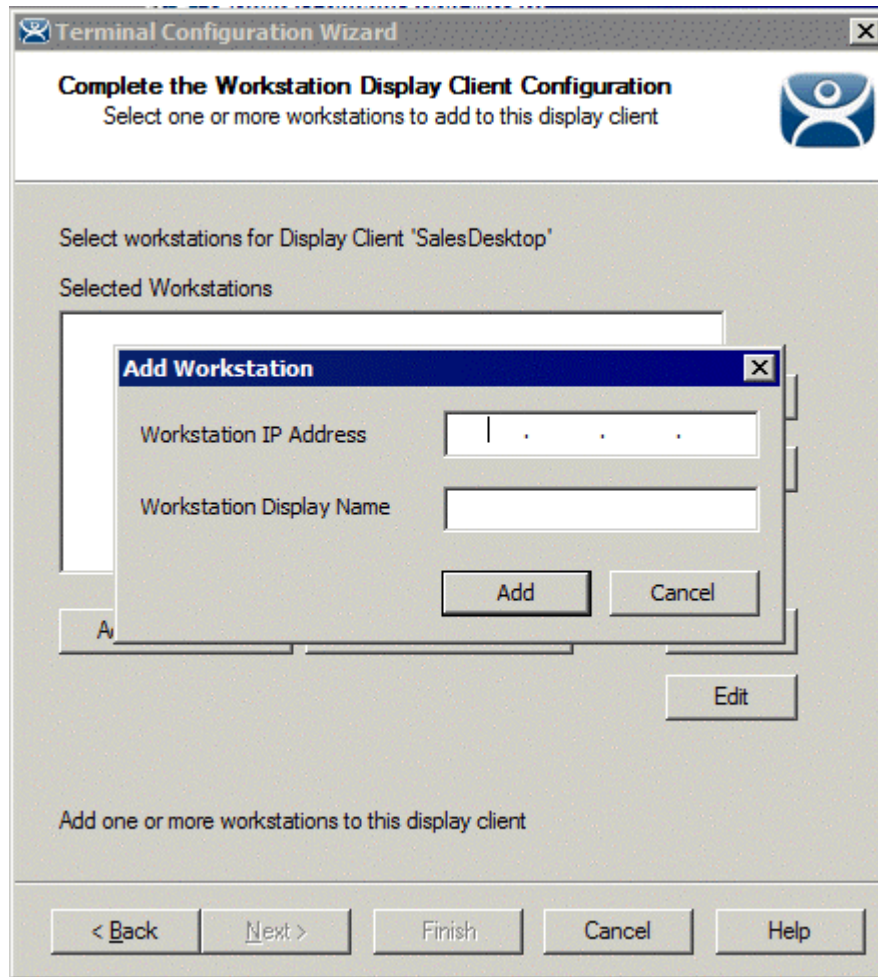 Terminal Configuration Wizard
Complete the Workstation Display Client Configuration
Select one or more workstations to add to this display client
Select workstations for Display Client 'SalesDesktop'
Selected Workstations
Add Workstation
Workstation IP Address
Workstation Display Name
Add Cancel
Edit
Add one or more workstations to this display client
< Back Next > Finish Cancel Help